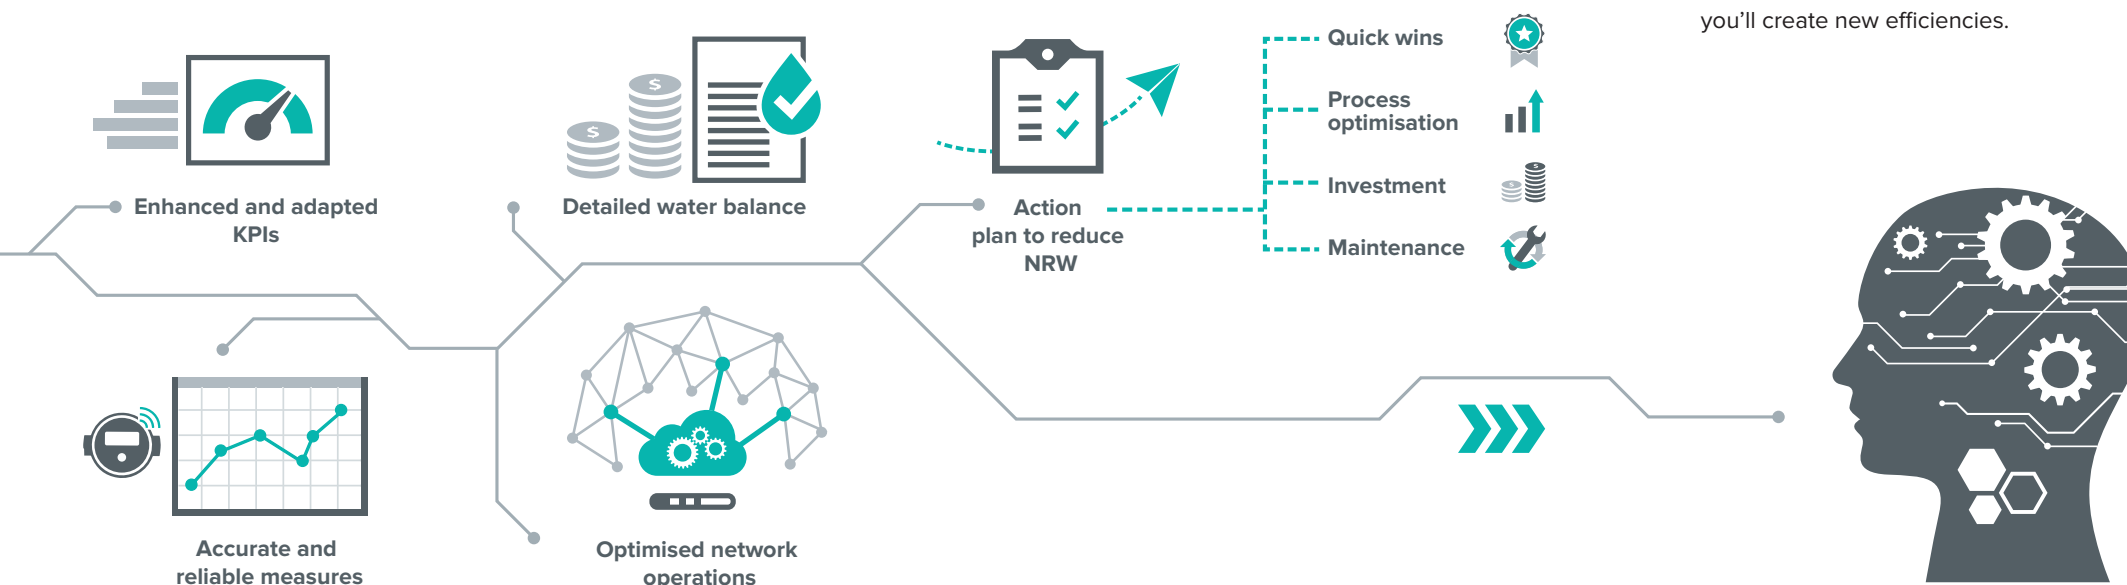 you’ll create new efficiencies.
Quick wins
Process
optimisation
Investment
Maintenance
$
$
$
$
Enhanced and adapted
KPIs
Detailed water balance
Action
plan to reduce
NRW
Accurate and
reliable measures
Optimised network
operations